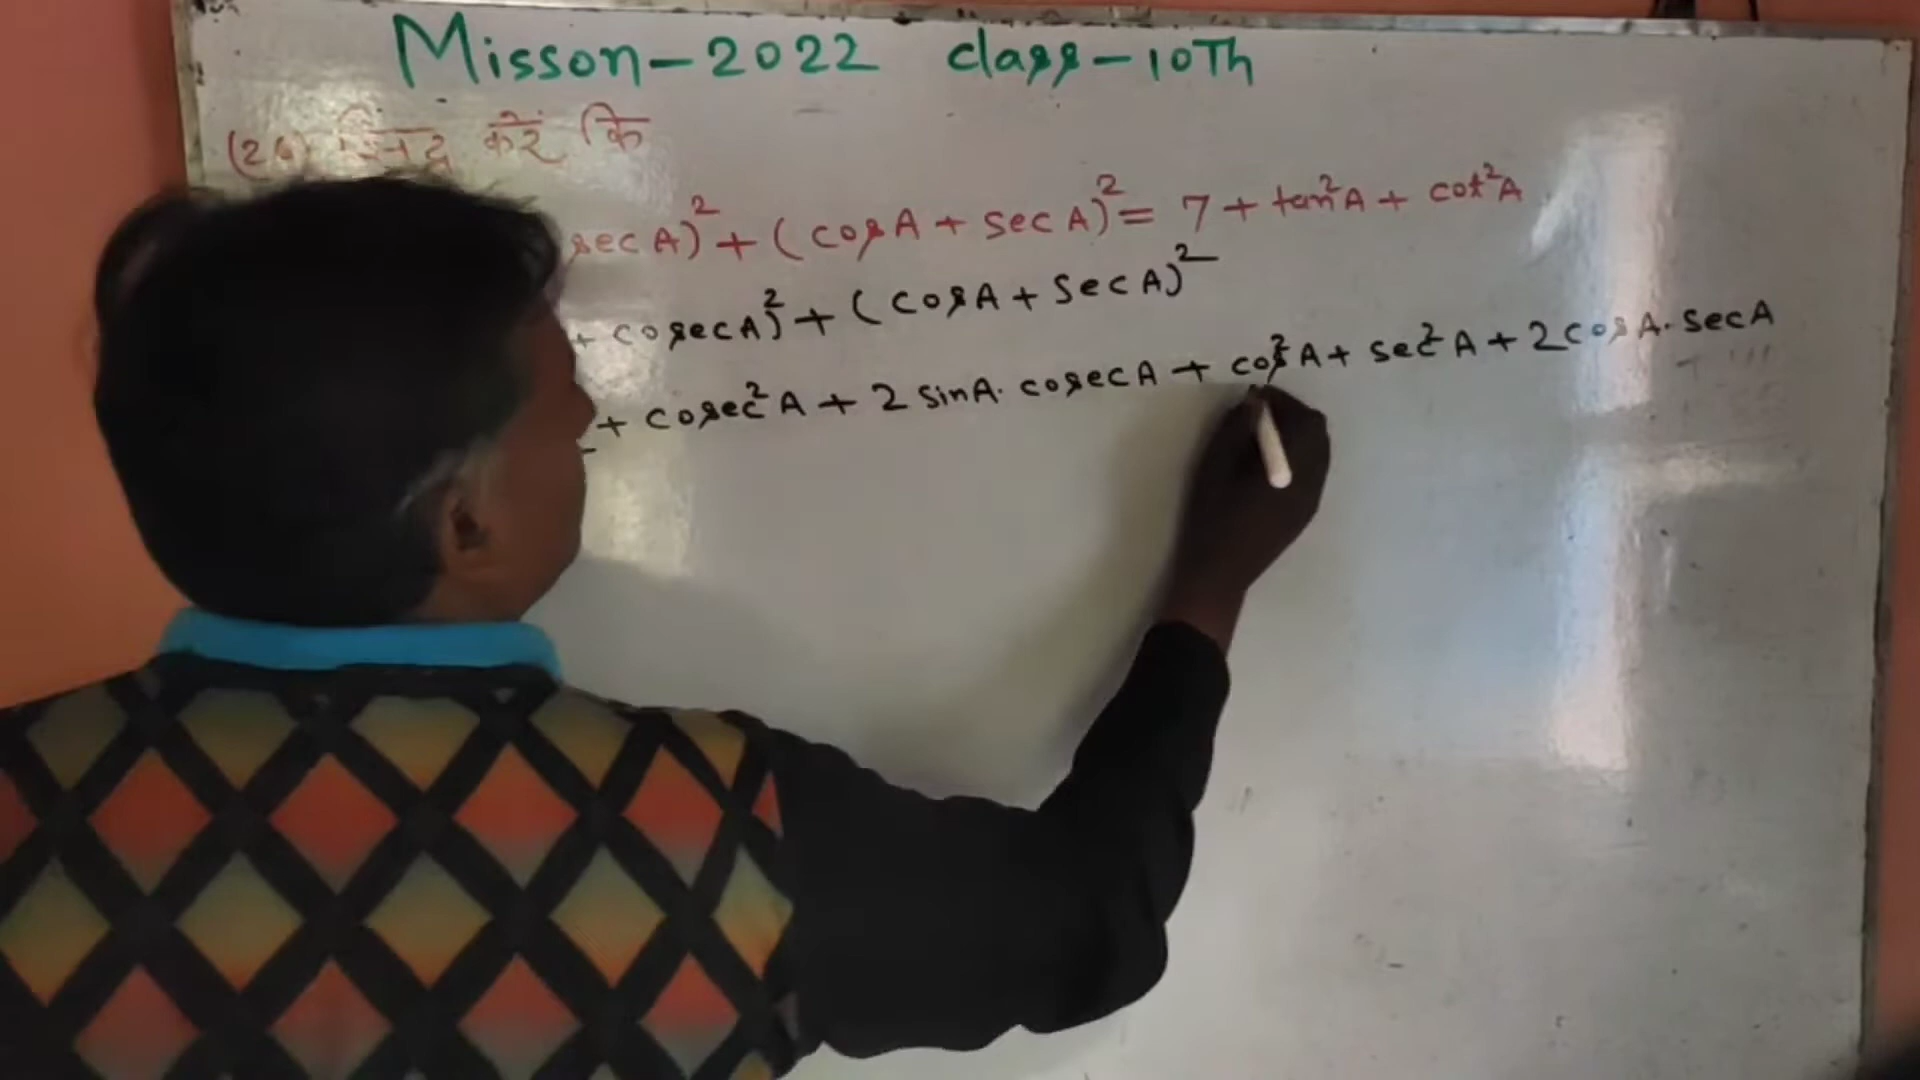 Misson-2022 class-10Th
करें कि
secA)² + (cosA + secA)² = 7 + tan²A + cot²A
+ cosecA)² + (cosA + SecA)²
+ cosec²A + 2 sinA. cosecA + cos²A + sec²A + 2cosA. SecA